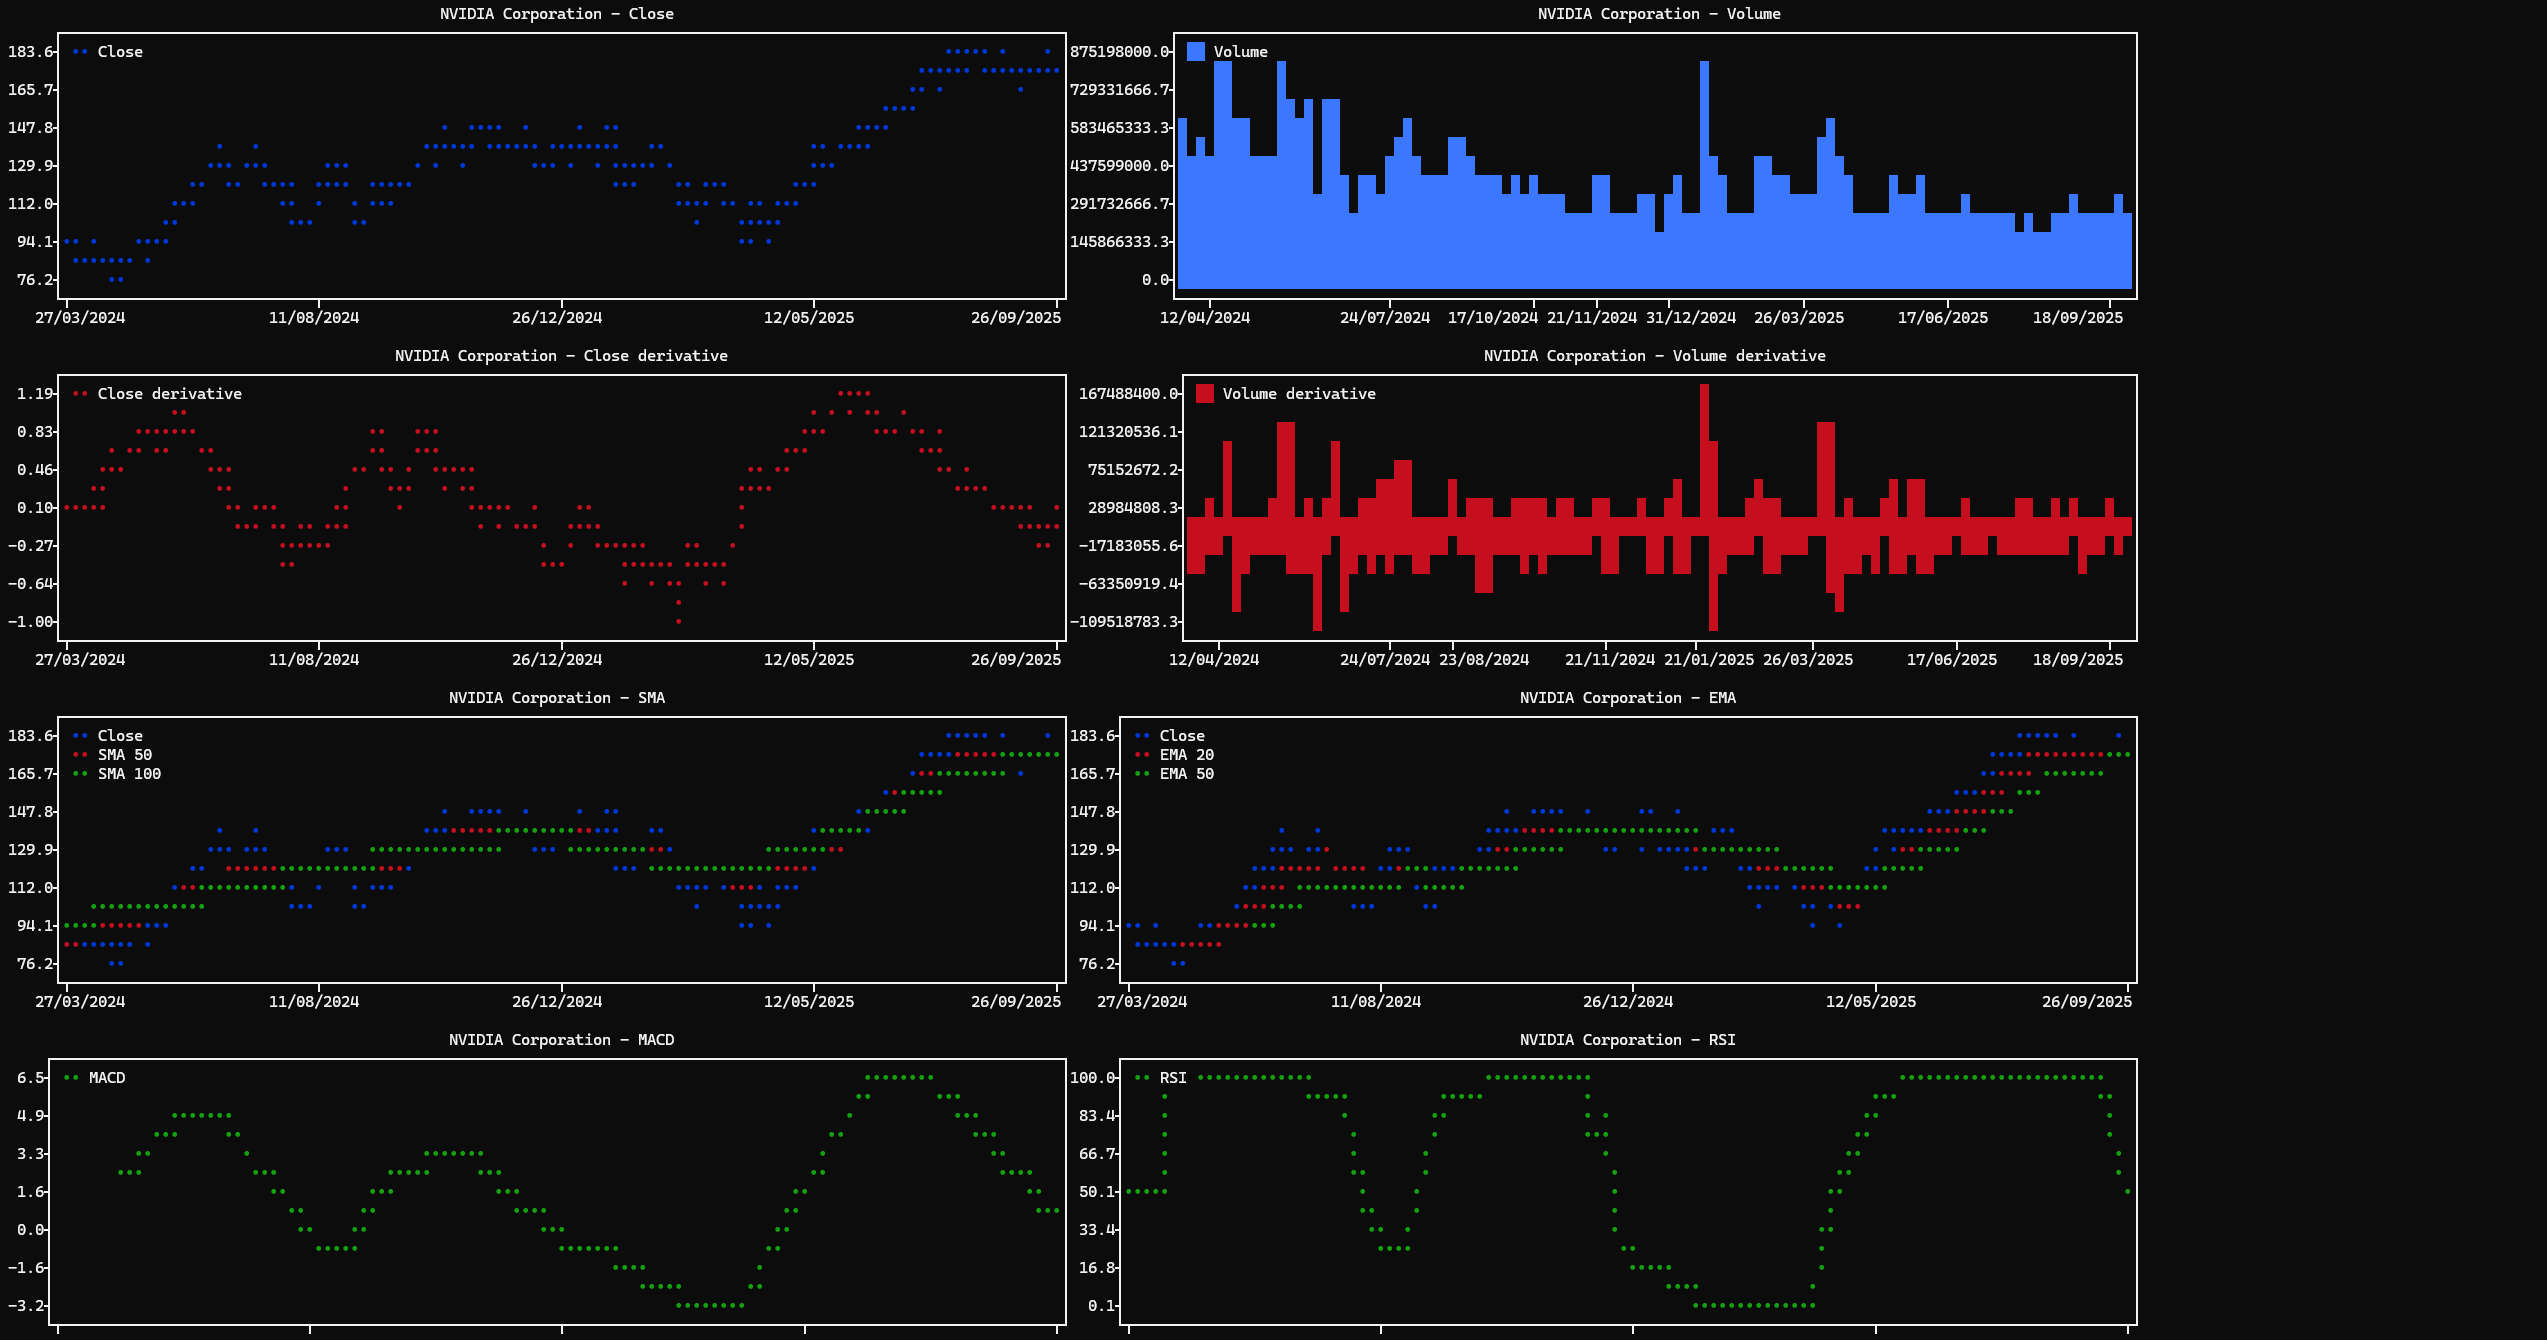 NVIDIA Corporation - Close
183.6
165.7
147.8
129.9
112.0
94.1
76.2
Close
27/03/2024 11/08/2024 26/12/2024 12/05/2025 26/09/2025
NVIDIA Corporation - Volume
875198000.0
729331666.7
583465333.3
437599000.0
291732666.7
145866333.3
0.0
Volume
12/04/2024 24/07/2024 17/10/2024 21/11/2024 31/12/2024 26/03/2025 17/06/2025 18/09/2025
NVIDIA Corporation - Close derivative
1.19
0.83
0.46
0.10
-0.27
-0.64
-1.00
Close derivative
27/03/2024 11/08/2024 26/12/2024 12/05/2025 26/09/2025
NVIDIA Corporation - Volume derivative
167488400.0
121320536.1
75152672.2
28984808.3
-17183055.6
-63350919.4
-109518783.3
Volume derivative
12/04/2024 24/07/2024 23/08/2024 21/11/2024 21/01/2025 26/03/2025 17/06/2025 18/09/2025
NVIDIA Corporation - SMA
183.6
165.7
147.8
129.9
112.0
94.1
76.2
Close
SMA 50
SMA 100
27/03/2024 11/08/2024 26/12/2024 12/05/2025 26/09/2025
NVIDIA Corporation - EMA
183.6
165.7
147.8
129.9
112.0
94.1
76.2
Close
EMA 20
EMA 50
27/03/2024 11/08/2024 26/12/2024 12/05/2025 26/09/2025
NVIDIA Corporation - MACD
6.5
4.9
3.3
1.6
0.0
-1.6
-3.2
MACD
NVIDIA Corporation - RSI
100.0
83.4
66.7
50.1
33.4
16.8
0.1
RSI